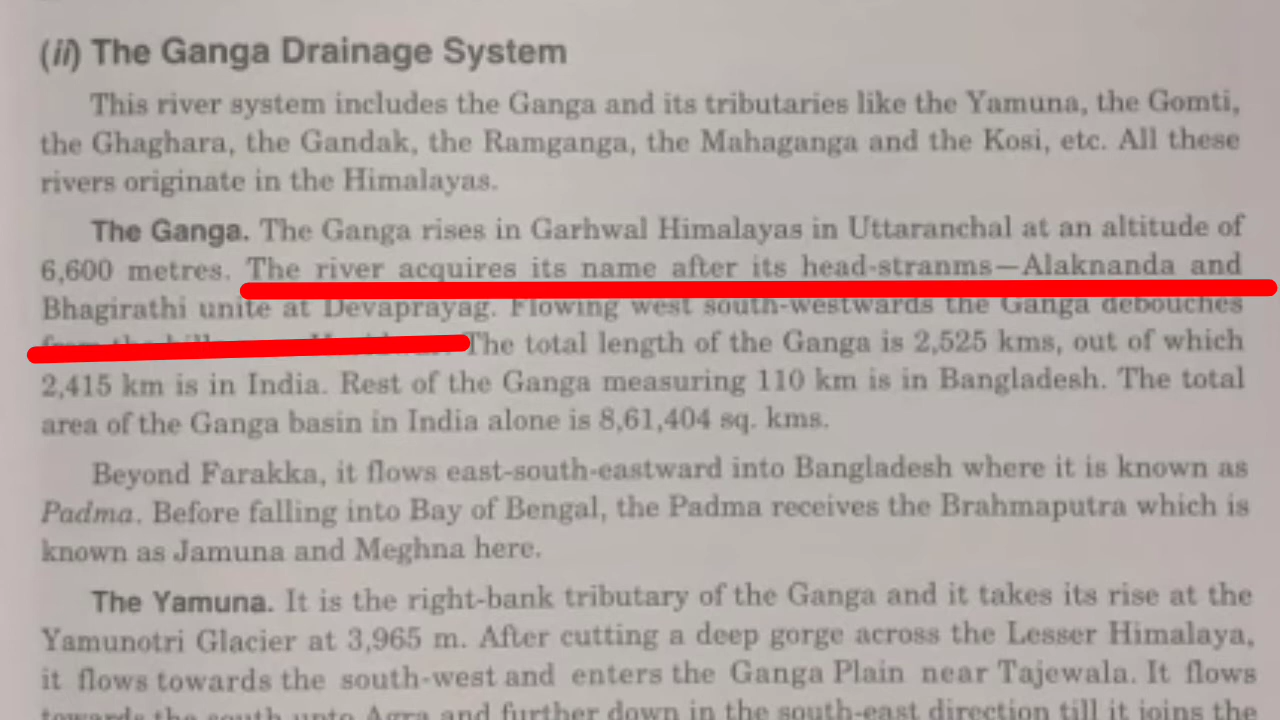 (ii) The Ganga Drainage System
This river system includes the Ganga and its tributaries like the Yamuna, the Gomti,
the Ghaghara, the Gandak, the Ramganga, the Mahaganga and the Kosi, etc. All these
rivers originate in the Himalayas.
The Ganga. The Ganga rises in Garhwal Himalayas in Uttaranchal at an altitude of
6,600 metres. The river acquires its name after its head-stranms—Alaknanda and
Bhagirathi unite at Devaprayag. Flowing west south-westwards the Ganga debouches
The total length of the Ganga is 2,525 kms, out of which
2,415 km is in India. Rest of the Ganga measuring 110 km is in Bangladesh. The total
area of the Ganga basin in India alone is 8,61,404 sq. kms.
Beyond Farakka, it flows east-south-eastward into Bangladesh where it is known as
Padma. Before falling into Bay of Bengal, the Padma receives the Brahmaputra which is
known as Jamuna and Meghna here.
The Yamuna. It is the right-bank tributary of the Ganga and it takes its rise at the
Yamunotri Glacier at 3,965 m. After cutting a deep gorge across the Lesser Himalaya,
it flows towards the south-west and enters the Ganga Plain near Tajewala. It flows
towards the south upto Agra and further down in the south-east direction till it joins the